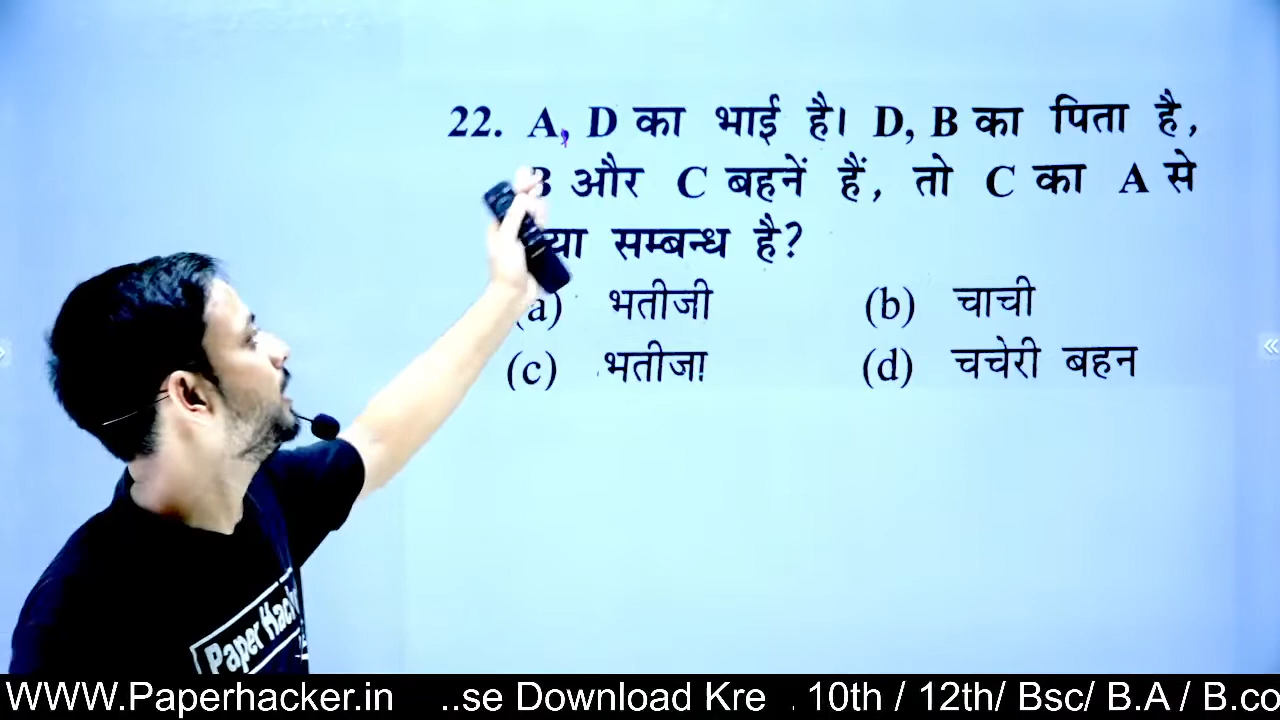 22. A, D का भाई है। D, B का पिता है,
B और C बहनें हैं, तो C का A से
सम्बन्ध है?
(a) भतीजी (b) चाची
(c) भतीजा (d) चचेरी बहन
Paper Hack
WWW.Paperhacker.in ..se Download Kre . 10th / 12th/ Bsc/ B.A / B.co